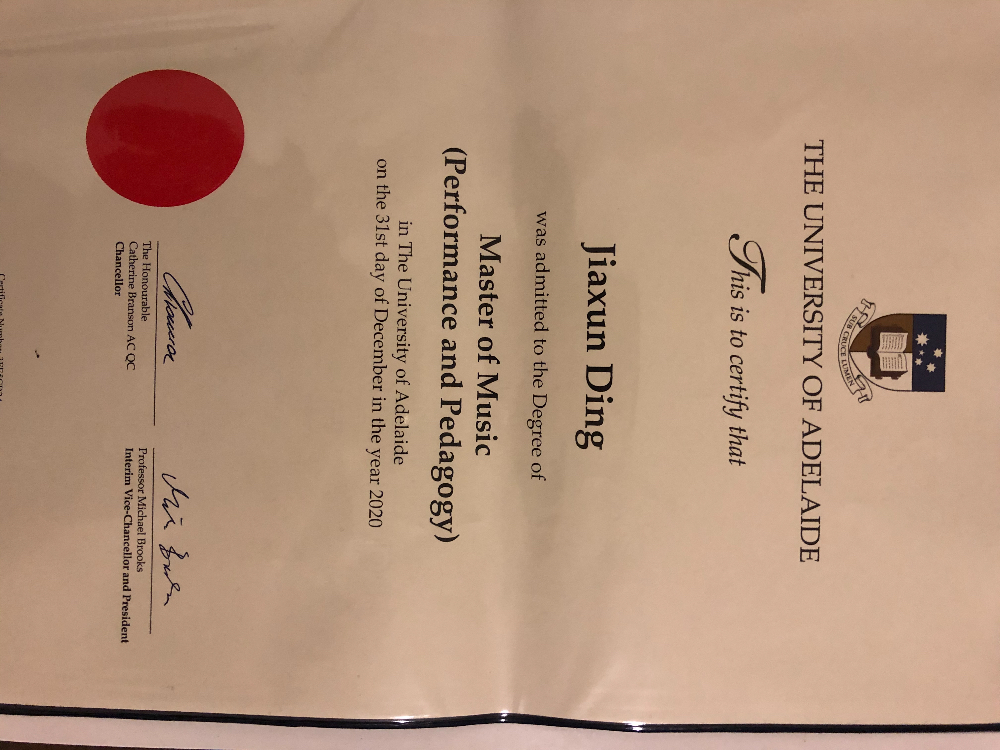 SUB CRUCE LUMEN
THE UNIVERSITY OF ADELAIDE
This is to certify that
Jiaxun Ding
was admitted to the Degree of
Master of Music
(Performance and Pedagogy)
in The University of Adelaide
on the 31st day of December in the year 2020
The Honourable
Catherine Branson AC QC
Chancellor
Professor Michael Brooks
Interim Vice-Chancellor and President
Certificate Number